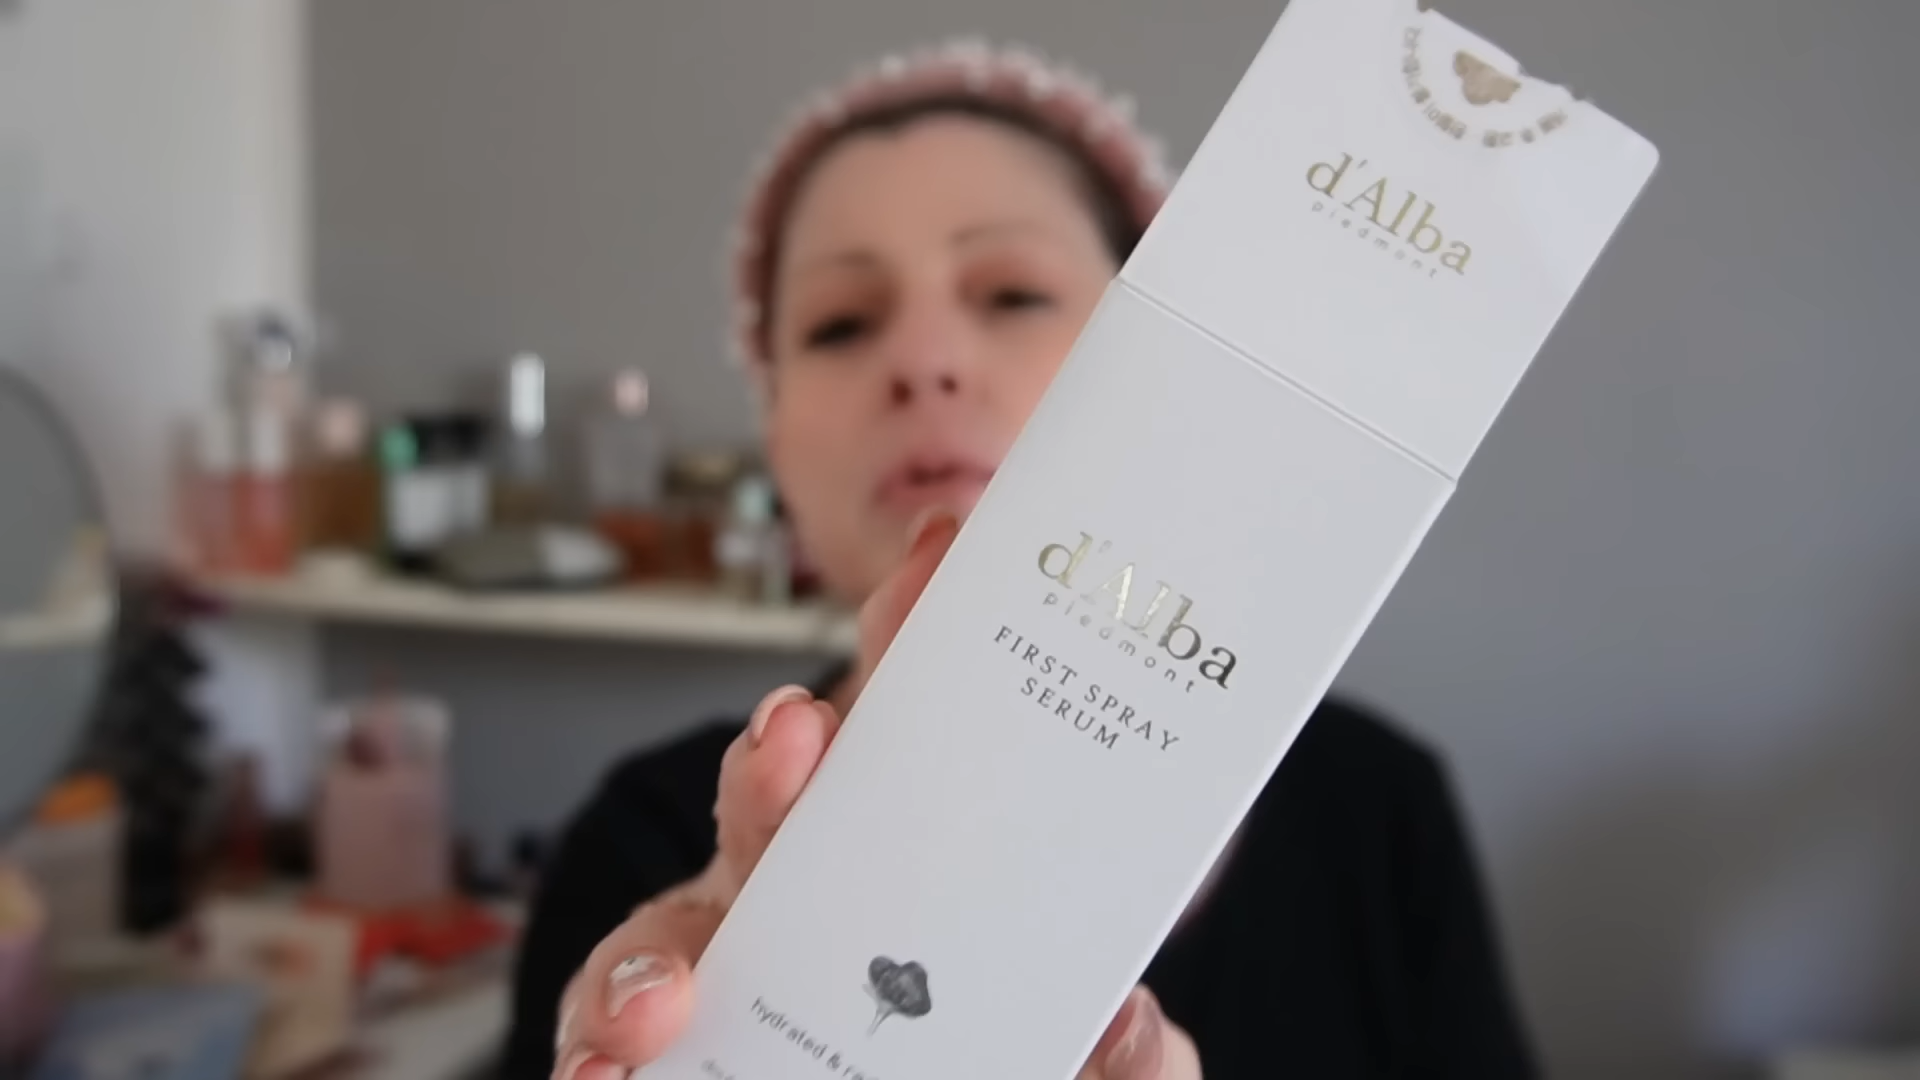 d'Alba
piedmont
d'Alba
piedmont
FIRST SPRAY
SERUM
hydrated &